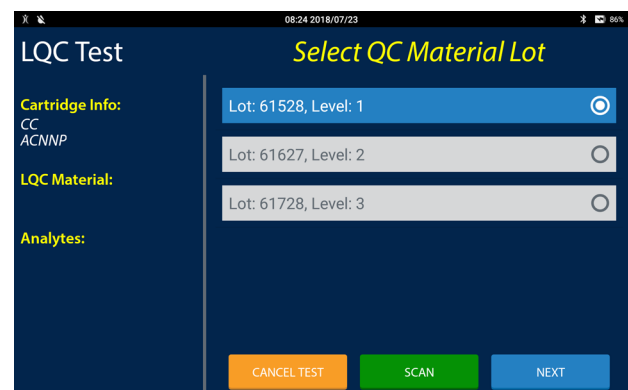 08:24 2018/07/23
86%
LQC Test
Select QC Material Lot
Cartridge Info:
CC
ACNNP
LQC Material:
Analytes:
Lot: 61528, Level: 1
Lot: 61627, Level: 2
Lot: 61728, Level: 3
CANCEL TEST
SCAN
NEXT